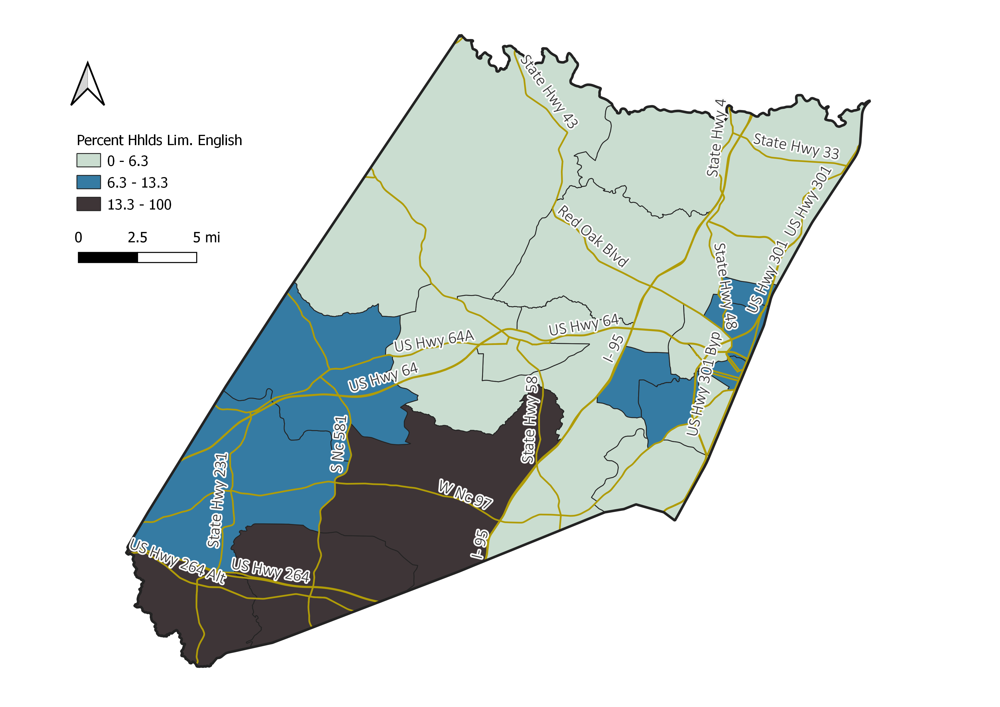 Percent Hhlds Lim. English
0 - 6.3
6.3 - 13.3
13.3 - 100
0 2.5 5 mi
State Hwy 43
State Hwy 4
State Hwy 33
US Hwy 301
Red Oak Blvd
US Hwy 301
State Hwy 48
US Hwy 64
US Hwy 64A
I- 95
US Hwy 301 Byp
US Hwy 64
State Hwy 58
S Nc 581
State Hwy 231
W Nc 97
I- 95
US Hwy 264 Alt
US Hwy 264